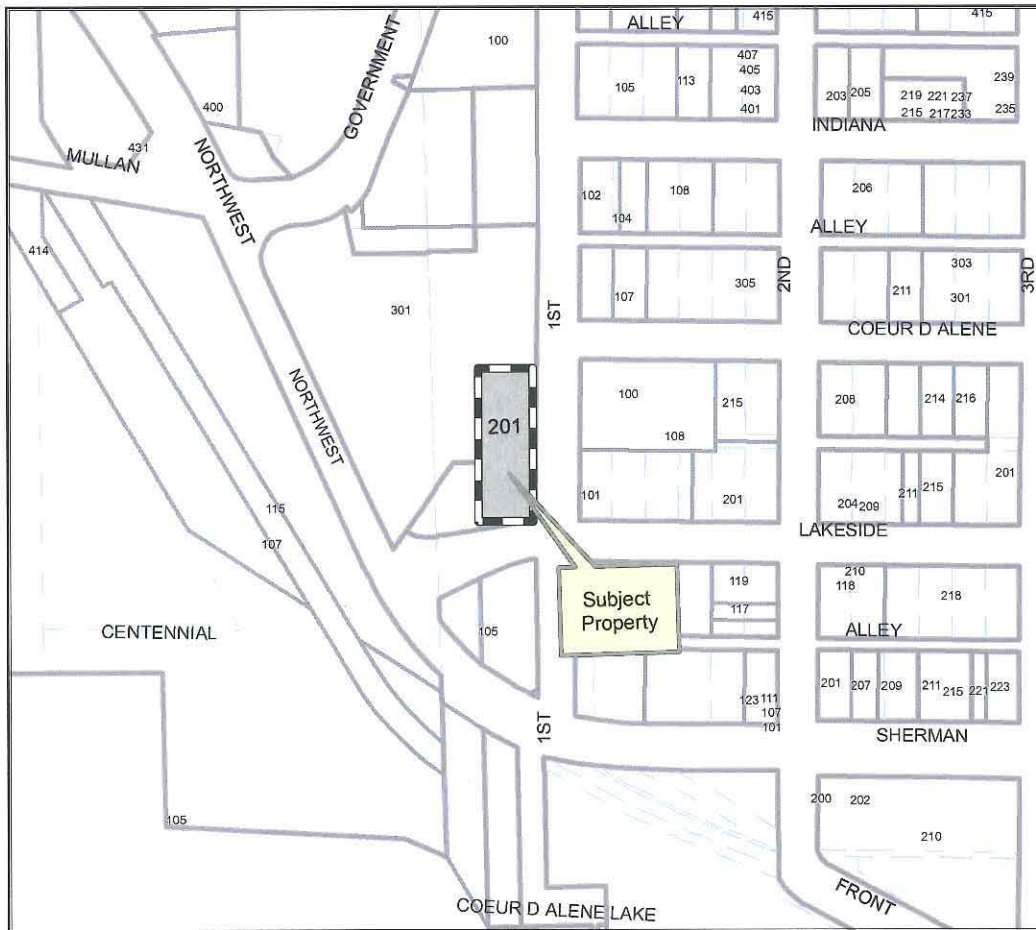 ALLEY
415
415
100
GOVERNMENT
407
405
403
401
105
113
203
205
219 221 237
215 217 233
239
235
INDIANA
400
431
MULLAN
NORTHWEST
102
104
108
206
ALLEY
414
301
107
305
2ND
211
303
301
3RD
COEUR D ALENE
1ST
NORTHWEST
201
100
108
215
208
214
216
101
201
204
209
211
215
201
LAKESIDE
115
107
Subject
Property
119
117
210
118
218
ALLEY
CENTENNIAL
105
123
111
107
101
201
207
209
211
215
221
223
SHERMAN
1ST
105
200
202
210
FRONT
COEUR D ALENE LAKE